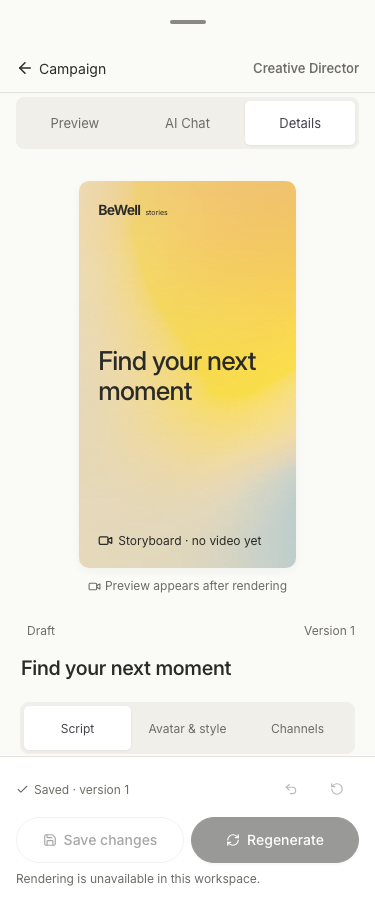 Campaign
Creative Director
Preview
AI Chat
Details
BeWell stories
Find your next
moment
Storyboard · no video yet
Preview appears after rendering
Draft
Version 1
Find your next moment
Script
Avatar & style
Channels
Saved · version 1
Save changes
Regenerate
Rendering is unavailable in this workspace.